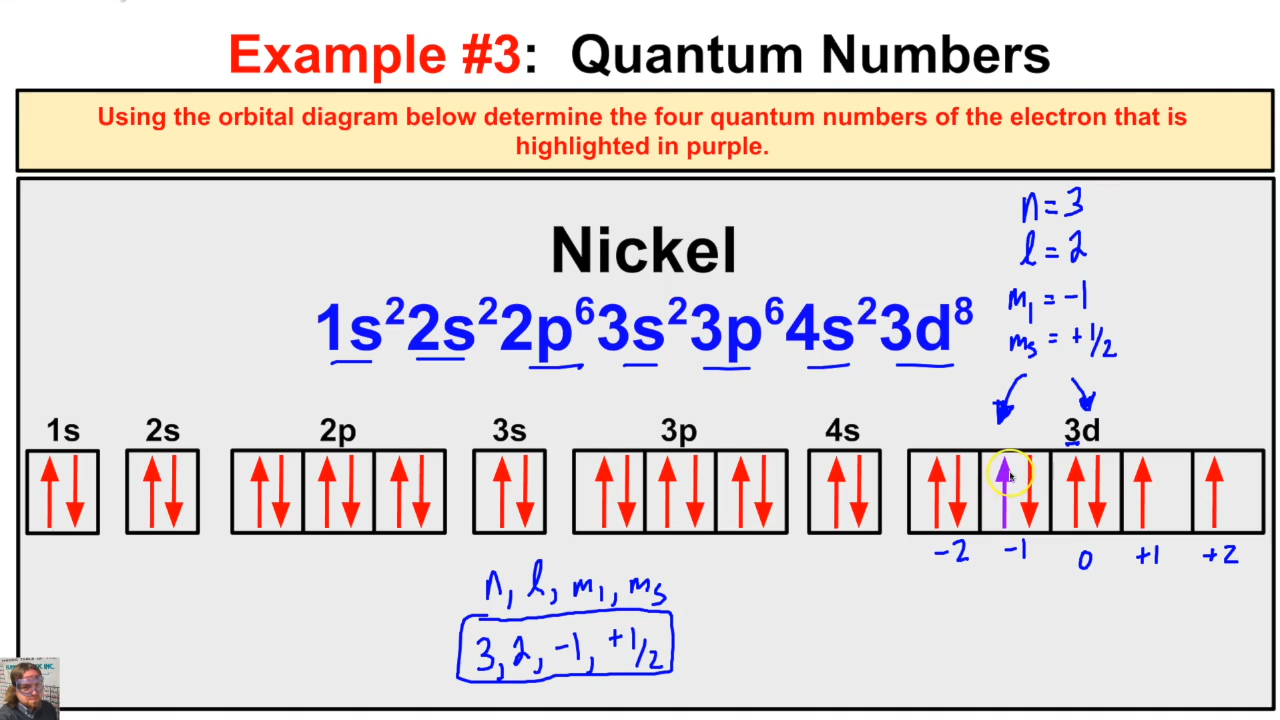 Example #3: Quantum Numbers
Using the orbital diagram below determine the four quantum numbers of the electron that is
highlighted in purple.
n = 3
l = 2
m₁ = -1
mₛ = +1/2
Nickel
1s²2s²2p⁶3s²3p⁶4s²3d⁸
1s 2s 2p 3s 3p 4s 3d
-2 -1 0 +1 +2
n, l, m₁, mₛ
3, 2, -1, +1/2